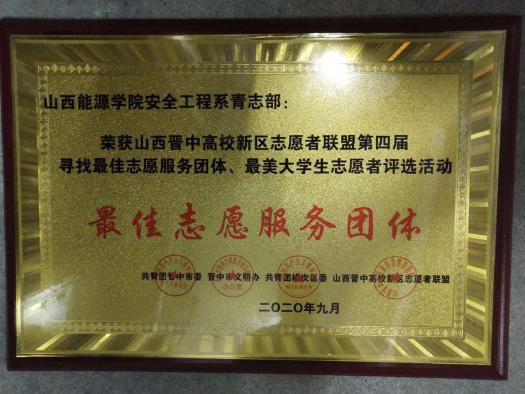 山西能源学院安全工程系青志部：
荣获山西晋中高校新区志愿者联盟第四届
寻找最佳志愿服务团体、最美大学生志愿者评选活动
最佳志愿服务团体
共青团晋中市委 晋中市文明办 共青团榆次区委 山西晋中高校新区志愿者联盟
二〇二〇年九月